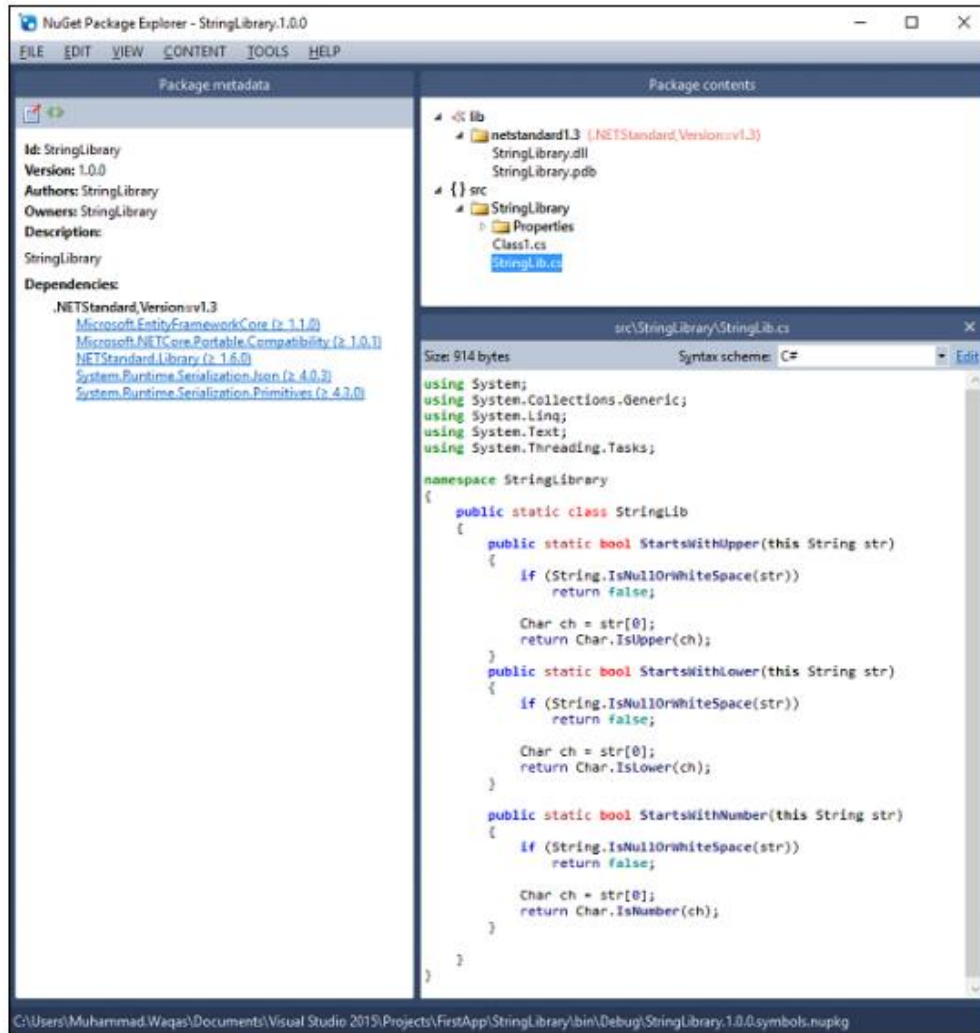 NuGet Package Explorer - StringLibrary.1.0.0
FILE EDIT VIEW CONTENT TOOLS HELP
Package metadata
Id: StringLibrary
Version: 1.0.0
Authors: StringLibrary
Owners: StringLibrary
Description:
StringLibrary
Dependencies:
.NETStandard,Version=v1.3
Microsoft.EntityFrameworkCore (≥ 1.1.0)
Microsoft.NETCore.Portable.Compatibility (≥ 1.0.1)
NETStandard.Library (≥ 1.6.0)
System.Runtime.Serialization.Json (≥ 4.0.3)
System.Runtime.Serialization.Primitives (≥ 4.3.0)
Package contents
lib
netstandard1.3 (.NETStandard,Version=v1.3)
StringLibrary.dll
StringLibrary.pdb
{ } src
StringLibrary
Properties
Class1.cs
StringLib.cs
src\StringLibrary\StringLib.cs
Size: 914 bytes Syntax scheme: C# Edit
using System;
using System.Collections.Generic;
using System.Linq;
using System.Text;
using System.Threading.Tasks;
namespace StringLibrary
{
public static class StringLib
{
public static bool StartsWithUpper(this String str)
{
if (String.IsNullOrWhiteSpace(str))
return false;
Char ch = str[0];
return Char.IsUpper(ch);
}
public static bool StartsWithLower(this String str)
{
if (String.IsNullOrWhiteSpace(str))
return false;
Char ch = str[0];
return Char.IsLower(ch);
}
public static bool StartsWithNumber(this String str)
{
if (String.IsNullOrWhiteSpace(str))
return false;
Char ch = str[0];
return Char.IsNumber(ch);
}
}
}
C:\Users\Muhammad.Waqas\Documents\Visual Studio 2015\Projects\FirstApp\StringLibrary\bin\Debug\StringLibrary.1.0.0.symbols.nupkg